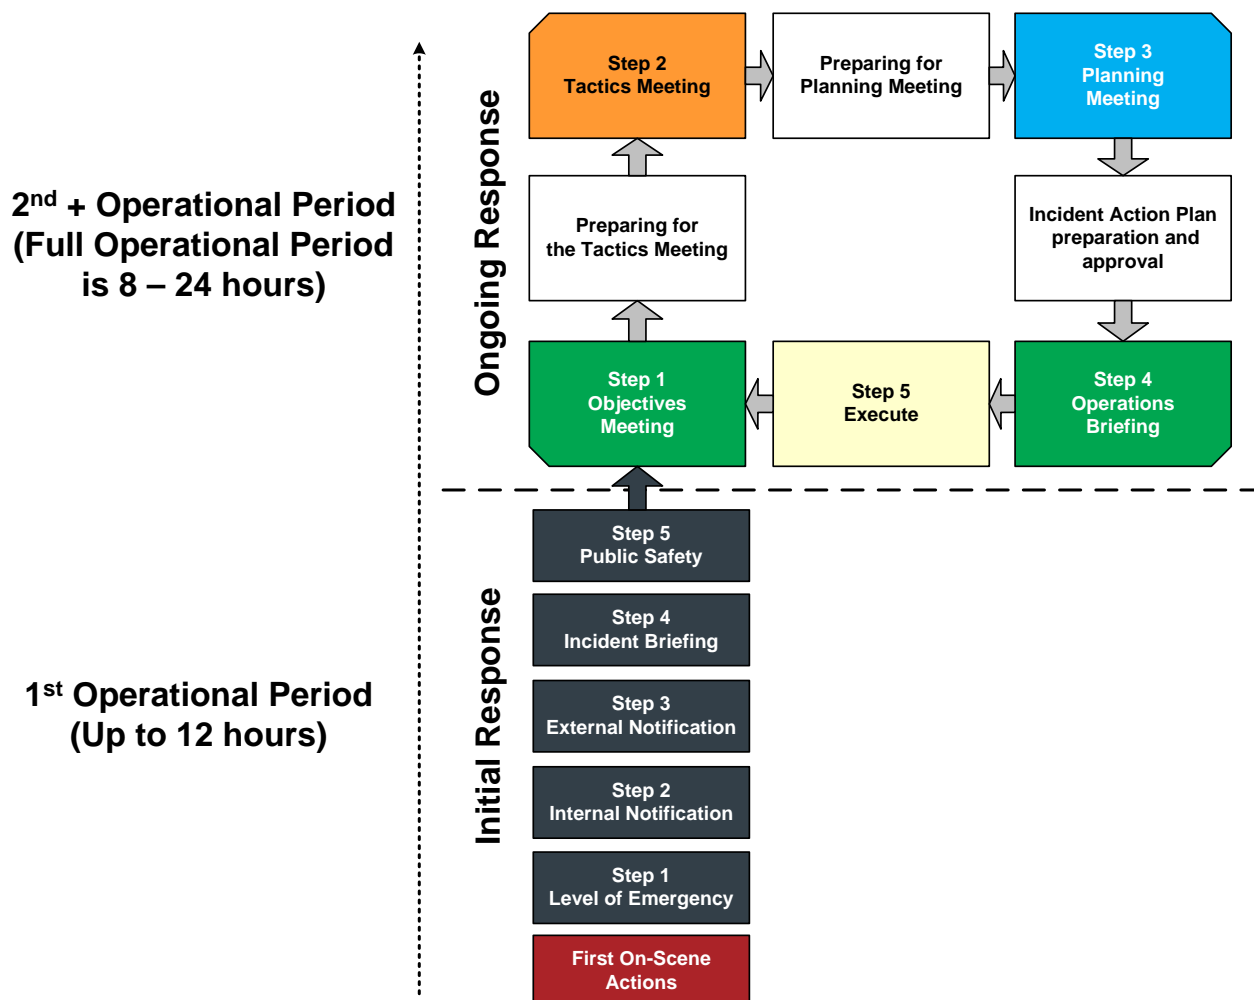 Step 2
Tactics Meeting
Preparing for
Planning Meeting
Step 3
Planning
Meeting
2nd + Operational Period
(Full Operational Period
is 8 – 24 hours)
Ongoing Response
Preparing for
the Tactics Meeting
Incident Action Plan
preparation and
approval
Step 1
Objectives
Meeting
Step 5
Execute
Step 4
Operations
Briefing
1st Operational Period
(Up to 12 hours)
Initial Response
Step 5
Public Safety
Step 4
Incident Briefing
Step 3
External Notification
Step 2
Internal Notification
Step 1
Level of Emergency
First On-Scene
Actions